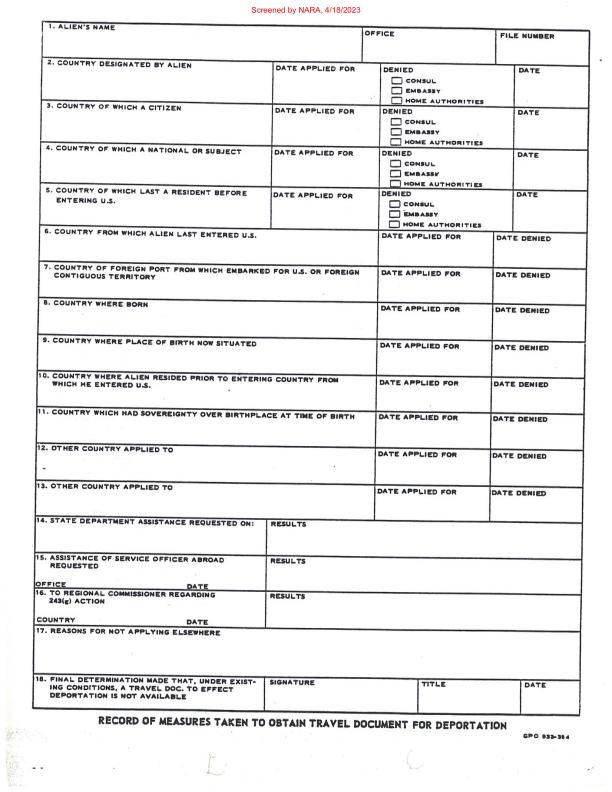 Screened by NARA, 4/18/2023
1. ALIEN'S NAME
OFFICE
FILE NUMBER
2. COUNTRY DESIGNATED BY ALIEN
DATE APPLIED FOR
DENIED
CONSUL
EMBASSY
HOME AUTHORITIES
DATE
3. COUNTRY OF WHICH A CITIZEN
DATE APPLIED FOR
DENIED
CONSUL
EMBASSY
HOME AUTHORITIES
DATE
4. COUNTRY OF WHICH A NATIONAL OR SUBJECT
DATE APPLIED FOR
DENIED
CONSUL
EMBASSY
HOME AUTHORITIES
DATE
5. COUNTRY OF WHICH LAST A RESIDENT BEFORE
ENTERING U.S.
DATE APPLIED FOR
DENIED
CONSUL
EMBASSY
HOME AUTHORITIES
DATE
6. COUNTRY FROM WHICH ALIEN LAST ENTERED U.S.
DATE APPLIED FOR
DATE DENIED
7. COUNTRY OF FOREIGN PORT FROM WHICH EMBARKED FOR U.S. OR FOREIGN
CONTIGUOUS TERRITORY
DATE APPLIED FOR
DATE DENIED
8. COUNTRY WHERE BORN
DATE APPLIED FOR
DATE DENIED
9. COUNTRY WHERE PLACE OF BIRTH NOW SITUATED
DATE APPLIED FOR
DATE DENIED
10. COUNTRY WHERE ALIEN RESIDED PRIOR TO ENTERING COUNTRY FROM
WHICH HE ENTERED U.S.
DATE APPLIED FOR
DATE DENIED
11. COUNTRY WHICH HAD SOVEREIGNTY OVER BIRTHPLACE AT TIME OF BIRTH
DATE APPLIED FOR
DATE DENIED
12. OTHER COUNTRY APPLIED TO
DATE APPLIED FOR
DATE DENIED
13. OTHER COUNTRY APPLIED TO
DATE APPLIED FOR
DATE DENIED
14. STATE DEPARTMENT ASSISTANCE REQUESTED ON:
RESULTS
15. ASSISTANCE OF SERVICE OFFICER ABROAD
REQUESTED
RESULTS
OFFICE DATE
16. TO REGIONAL COMMISSIONER REGARDING
243(g) ACTION
RESULTS
COUNTRY DATE
17. REASONS FOR NOT APPLYING ELSEWHERE
18. FINAL DETERMINATION MADE THAT, UNDER EXIST-
ING CONDITIONS, A TRAVEL DOC. TO EFFECT
DEPORTATION IS NOT AVAILABLE
SIGNATURE
TITLE
DATE
RECORD OF MEASURES TAKEN TO OBTAIN TRAVEL DOCUMENT FOR DEPORTATION
GPO 933-384